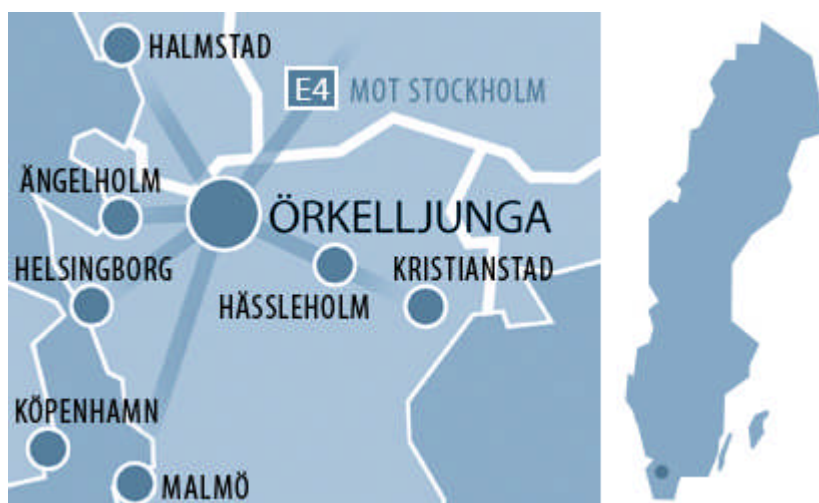 HALMSTAD
E4 MOT STOCKHOLM
ÄNGELHOLM
ÖRKELLJUNGA
HELSINGBORG
KRISTIANSTAD
HÄSSLEHOLM
KÖPENHAMN
MALMÖ